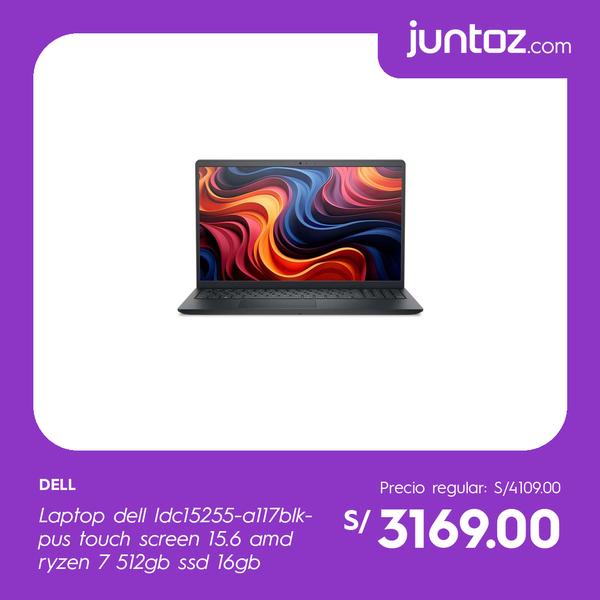 juntoz.com
DELL
Laptop dell ldc15255-a117blk-
pus touch screen 15.6 amd
ryzen 7 512gb ssd 16gb
Precio regular: S/4109.00
S/ 3169.00